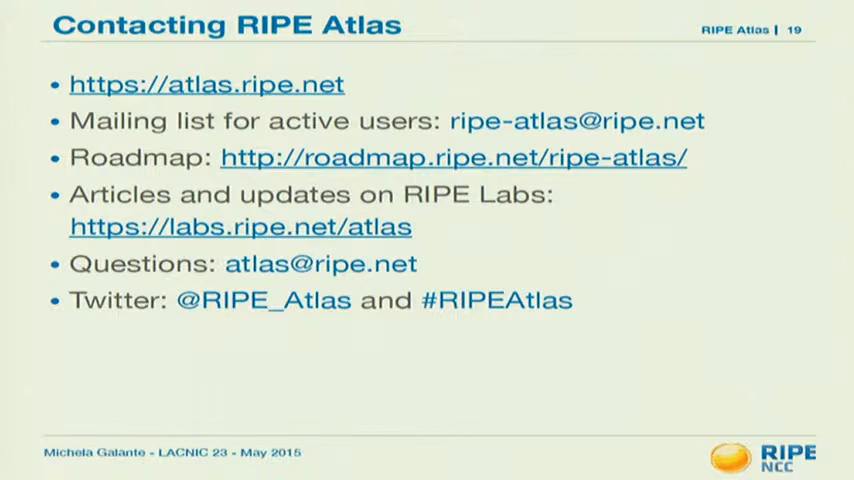 Contacting RIPE Atlas
RIPE Atlas | 19
• https://atlas.ripe.net
• Mailing list for active users: ripe-atlas@ripe.net
• Roadmap: http://roadmap.ripe.net/ripe-atlas/
• Articles and updates on RIPE Labs:
https://labs.ripe.net/atlas
• Questions: atlas@ripe.net
• Twitter: @RIPE_Atlas and #RIPEAtlas
Michela Galante - LACNIC 23 - May 2015
RIPE
NCC